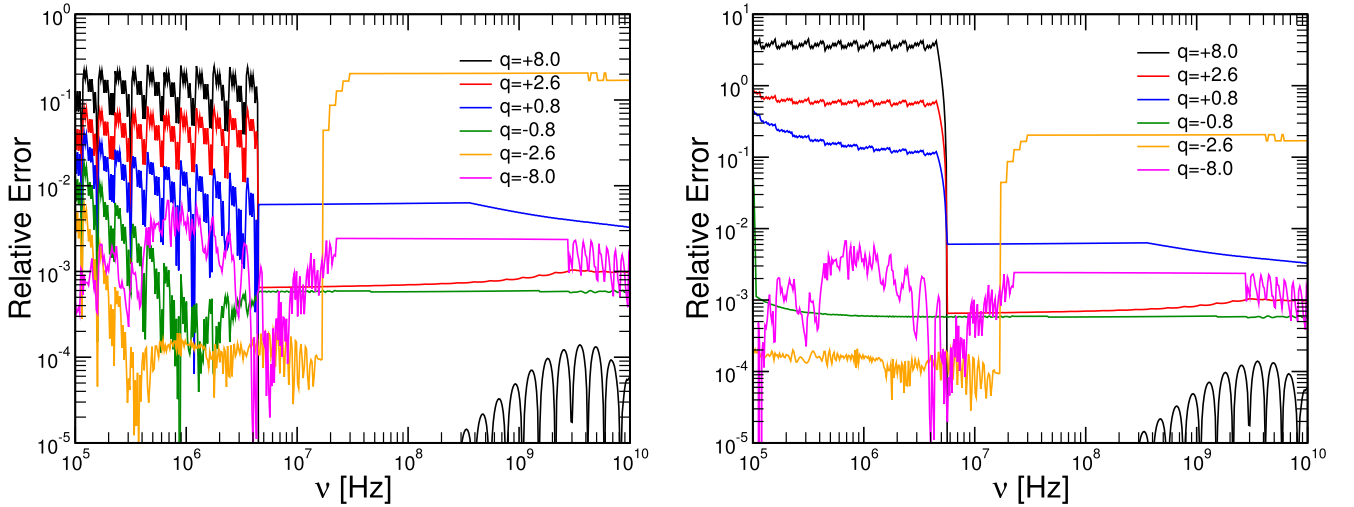 10^0
10^-1
10^-2
10^-3
10^-4
10^-5
Relative Error
q=+8.0
q=+2.6
q=+0.8
q=-0.8
q=-2.6
q=-8.0
10^5 10^6 10^7 10^8 10^9 10^10
ν [Hz]
10^1
10^0
10^-1
10^-2
10^-3
10^-4
10^-5
Relative Error
q=+8.0
q=+2.6
q=+0.8
q=-0.8
q=-2.6
q=-8.0
10^5 10^6 10^7 10^8 10^9 10^10
ν [Hz]